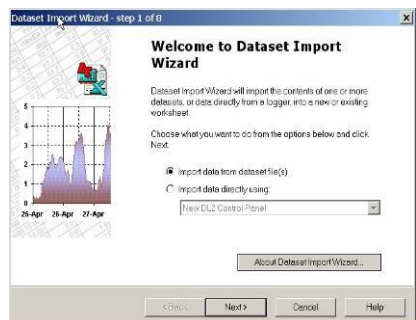 Dataset Import Wizard - step 1 of 8
Welcome to Dataset Import
Wizard
Dataset Import Wizard will import the contents of one or more
datasets, or data directly from a logger, into a new or existing
worksheet.
Choose what you want to do from the options below and click
Next.
Import data from dataset file(s)
Import data directly using:
New DL2 Control Panel
5
4
3
2
1
0
25-Apr 26-Apr 27-Apr
About Dataset Import Wizard...
<Back Next> Cancel Help